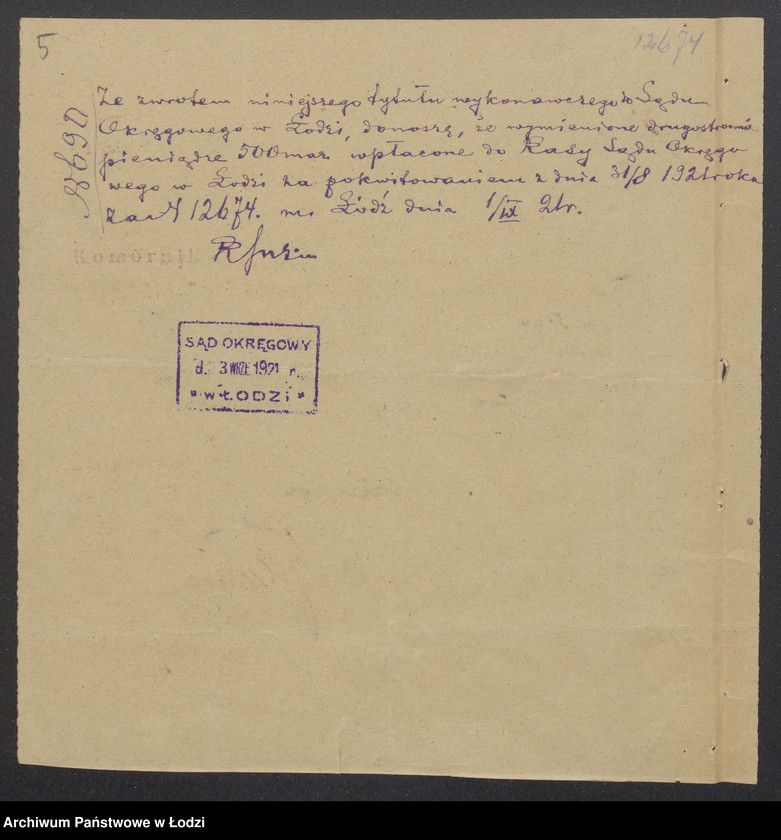 5
12674
Ze zwrotem niniejszego tytułu wykonawczego do Sądu
Okręgowego w Łodzi, donoszę, że wymienione drugostronnie
pieniądze 500 mar wpłacone do Kasy Sądu Okręgo
wego w Łodzi za pokwitowaniem z dnia 31/8 1921 roku
za № 12674. Łódź dnia 1/IX 21 r.
Komornik
SĄD OKRĘGOWY
d. 3 WRZE 1921 r.
* w ŁODZI *
Archiwum Państwowe w Łodzi